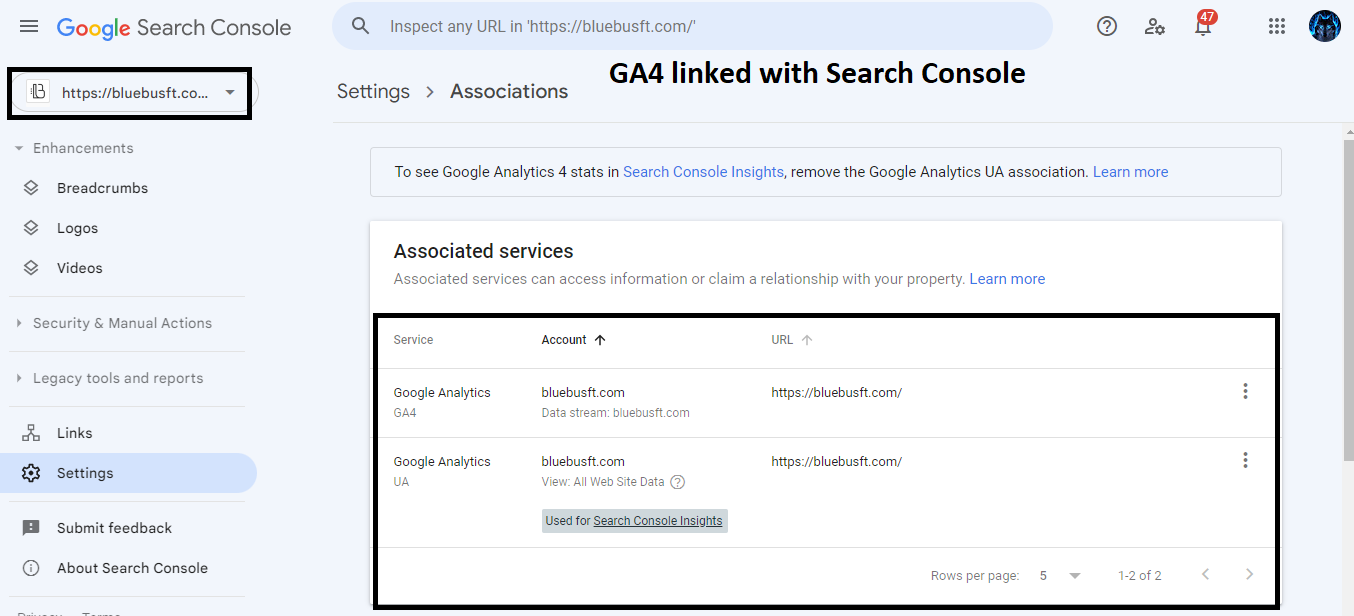 Google Search Console
Inspect any URL in 'https://bluebusft.com/'
47
https://bluebusft.co...
GA4 linked with Search Console
Settings > Associations
Enhancements
Breadcrumbs
Logos
Videos
Security & Manual Actions
Legacy tools and reports
Links
Settings
Submit feedback
About Search Console
Privacy Terms
To see Google Analytics 4 stats in Search Console Insights, remove the Google Analytics UA association. Learn more
Associated services
Associated services can access information or claim a relationship with your property. Learn more
Service Account URL
Google Analytics bluebusft.com https://bluebusft.com/
GA4 Data stream: bluebusft.com
Google Analytics bluebusft.com https://bluebusft.com/
UA View: All Web Site Data
Used for Search Console Insights
Rows per page: 5 1-2 of 2